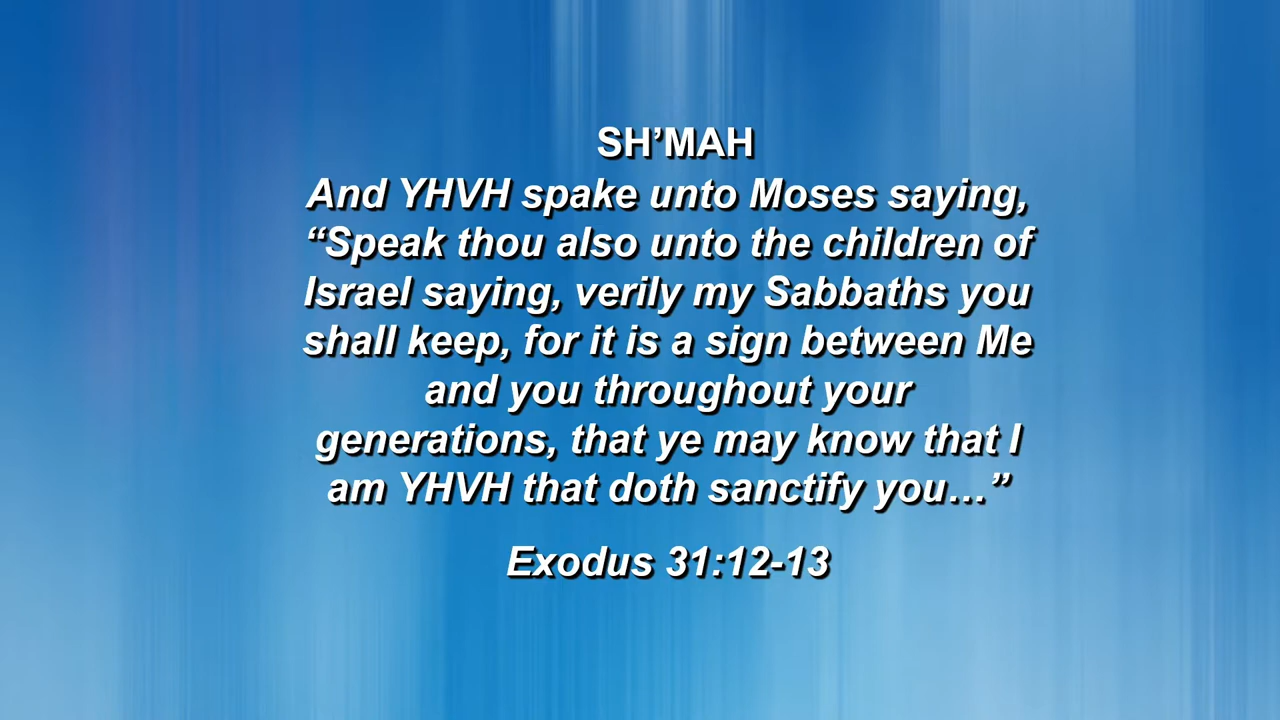 SH’MAH
And YHVH spake unto Moses saying,
“Speak thou also unto the children of
Israel saying, verily my Sabbaths you
shall keep, for it is a sign between Me
and you throughout your
generations, that ye may know that I
am YHVH that doth sanctify you…”
Exodus 31:12-13